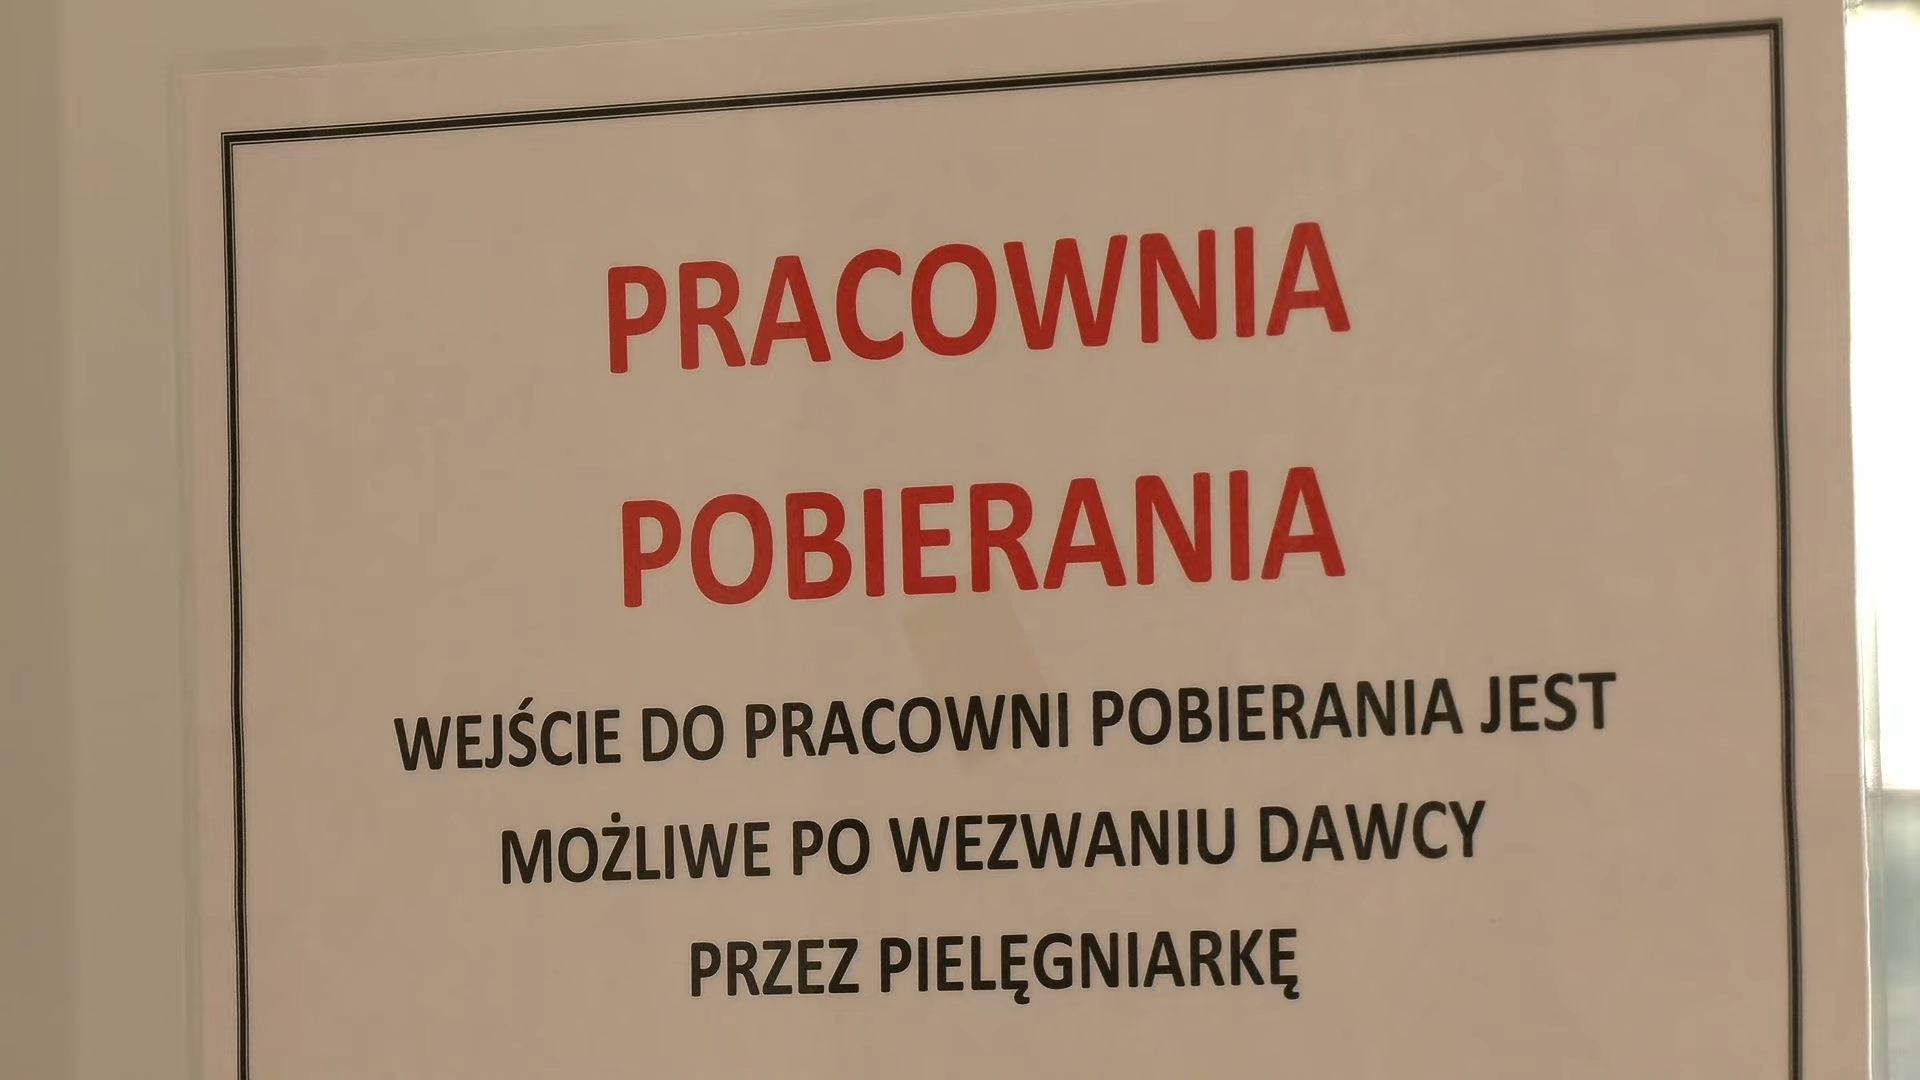 PRACOWNIA
POBIERANIA
WEJŚCIE DO PRACOWNI POBIERANIA JEST
MOŻLIWE PO WEZWANIU DAWCY
PRZEZ PIELĘGNIARKĘ